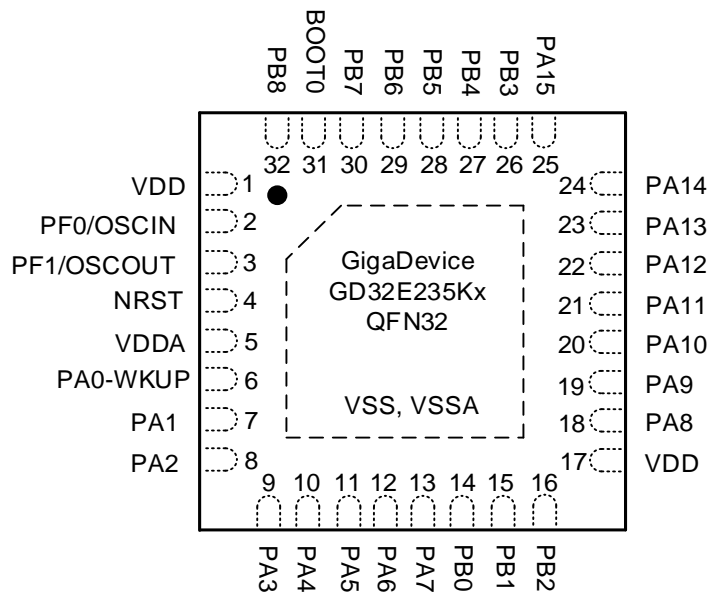 PB8 BOOT0 PB7 PB6 PB5 PB4 PB3 PA15
32 31 30 29 28 27 26 25
VDD 1
PF0/OSCIN 2
PF1/OSCOUT 3
NRST 4
VDDA 5
PA0-WKUP 6
PA1 7
PA2 8
GigaDevice
GD32E235Kx
QFN32
VSS, VSSA
24 PA14
23 PA13
22 PA12
21 PA11
20 PA10
19 PA9
18 PA8
17 VDD
9 10 11 12 13 14 15 16
PA3 PA4 PA5 PA6 PA7 PB0 PB1 PB2